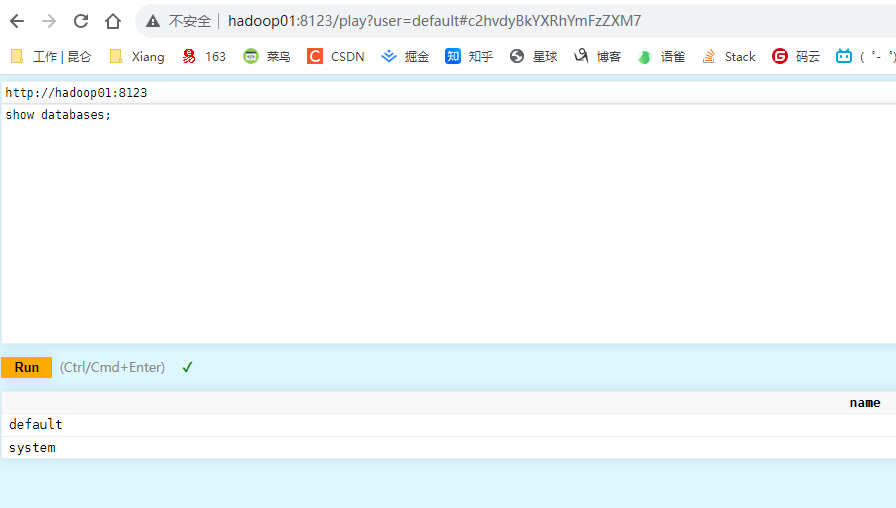 不安全 hadoop01:8123/play?user=default#c2hvdyBkYXRhYmFzZXM7
工作 | 昆仑 Xiang 163 菜鸟 CSDN 掘金 知乎 星球 博客 语雀 Stack 码云 ( ゜- ゜)
http://hadoop01:8123
show databases;
Run (Ctrl/Cmd+Enter) ✓
name
default
system